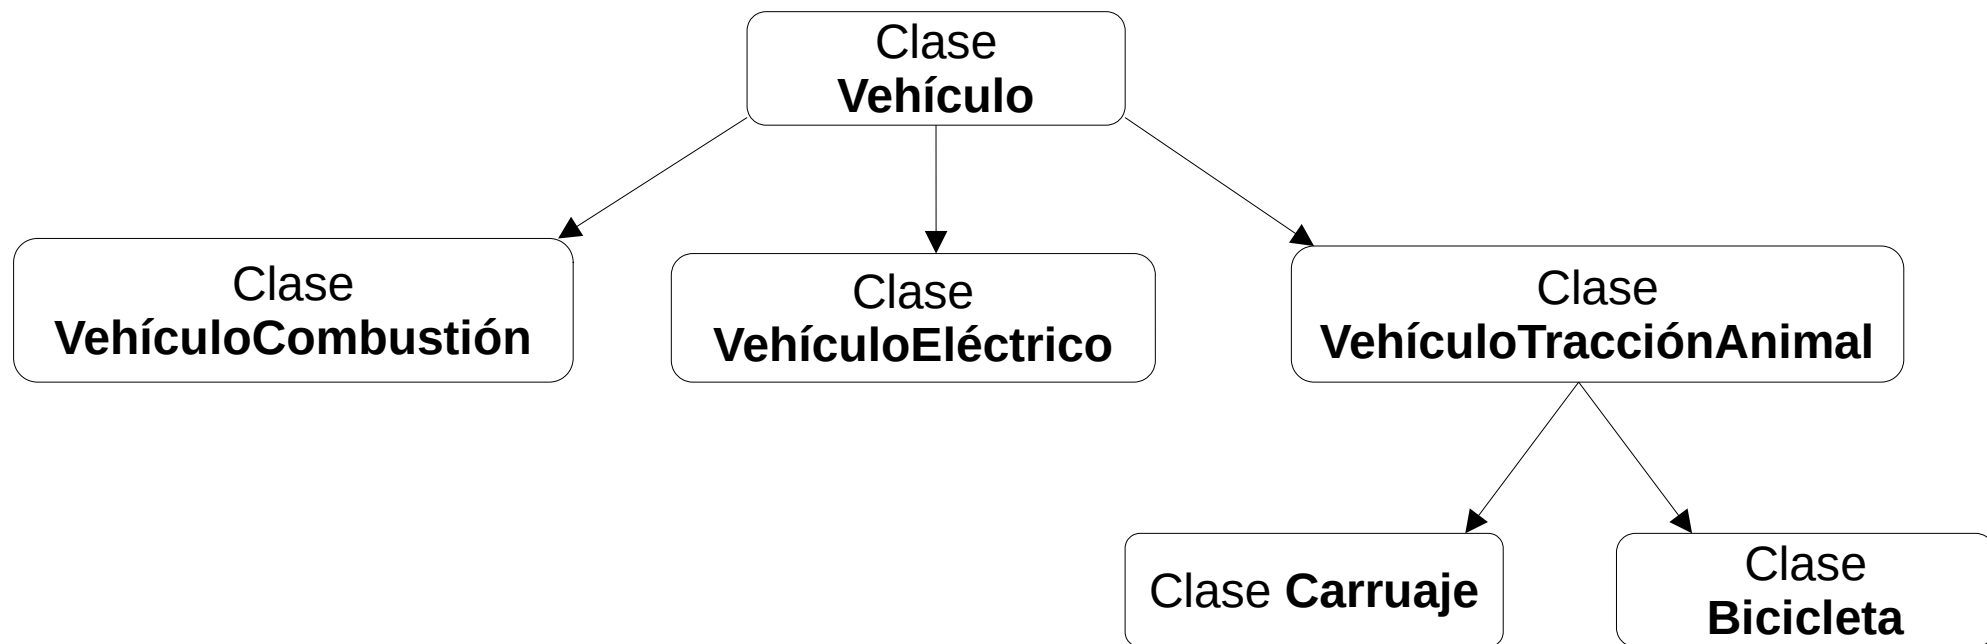 Clase
Vehículo
Clase
VehículoCombustión
Clase
VehículoEléctrico
Clase
VehículoTracciónAnimal
Clase Carruaje
Clase
Bicicleta